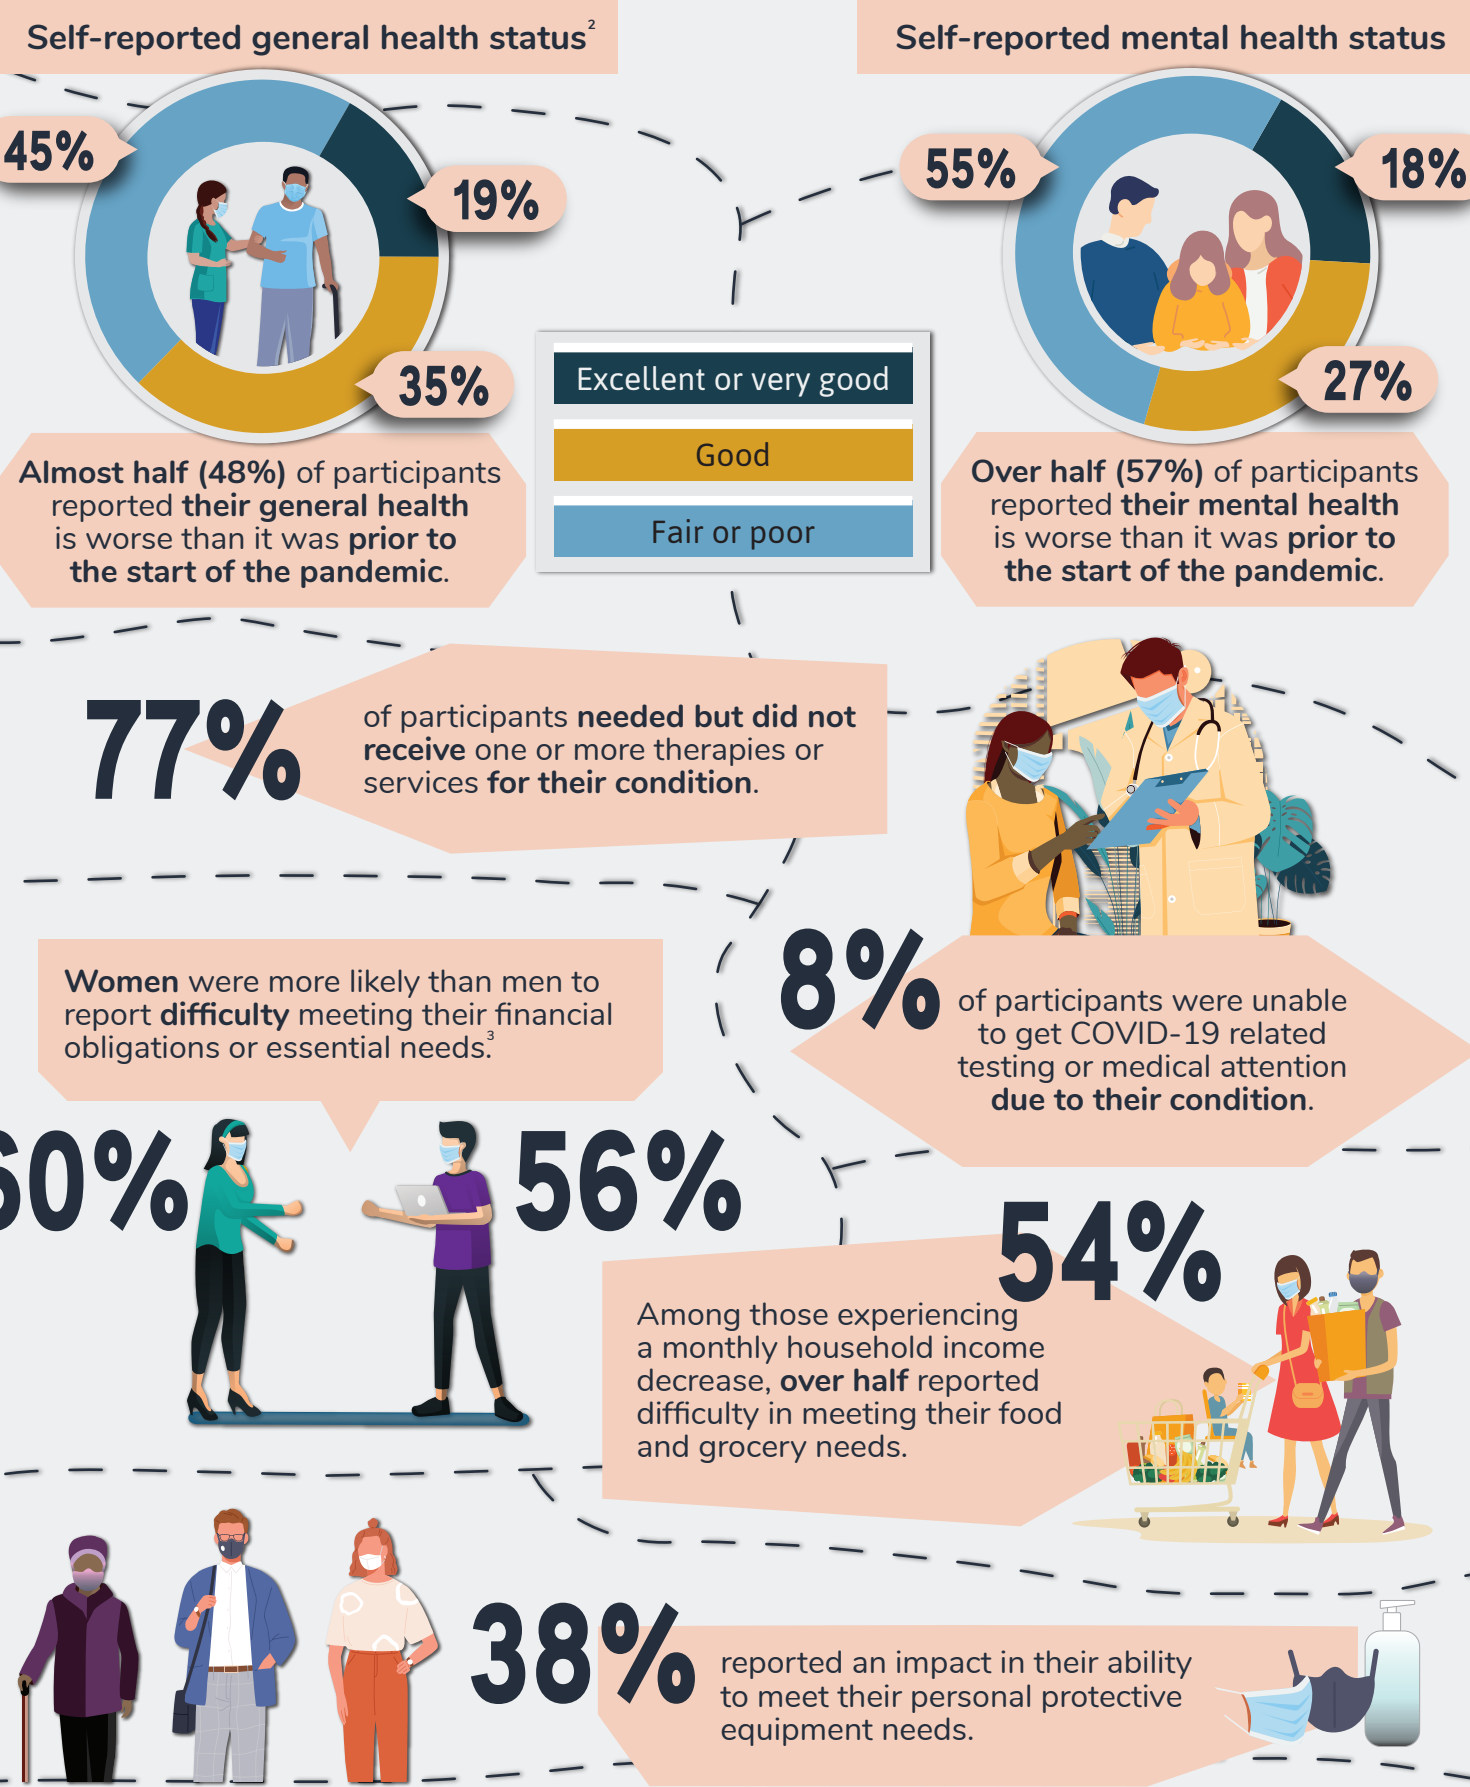 Self-reported general health status²
Self-reported mental health status
45%
19%
35%
55%
18%
27%
Excellent or very good
Good
Fair or poor
Almost half (48%) of participants
reported their general health
is worse than it was prior to
the start of the pandemic.
Over half (57%) of participants
reported their mental health
is worse than it was prior to
the start of the pandemic.
77%
of participants needed but did not
receive one or more therapies or
services for their condition.
8%
of participants were unable
to get COVID-19 related
testing or medical attention
due to their condition.
Women were more likely than men to
report difficulty meeting their financial
obligations or essential needs.³
60%
56%
54%
Among those experiencing
a monthly household income
decrease, over half reported
difficulty in meeting their food
and grocery needs.
38%
reported an impact in their ability
to meet their personal protective
equipment needs.